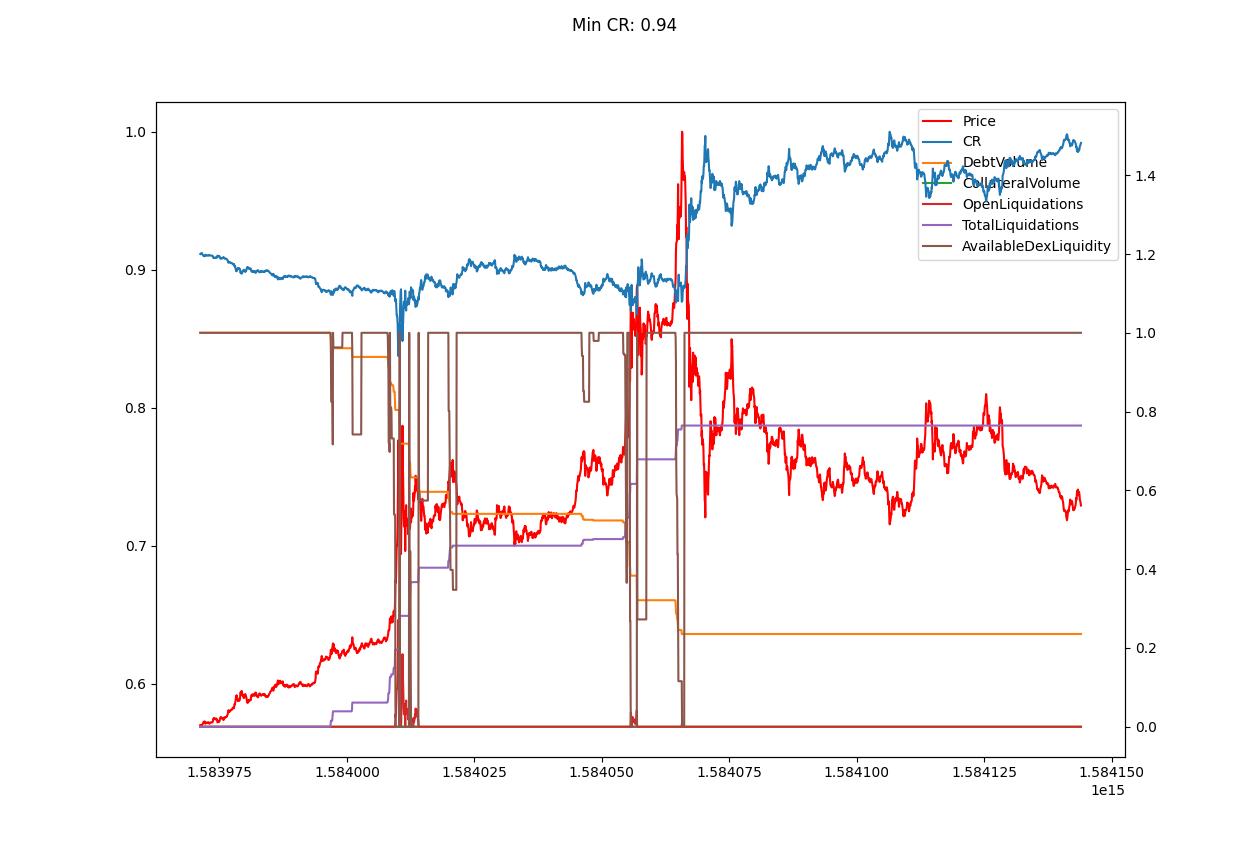 Min CR: 0.94
1.0
0.9
0.8
0.7
0.6
Price
CR
DebtVolume
CollateralVolume
OpenLiquidations
TotalLiquidations
AvailableDexLiquidity
1.4
1.2
1.0
0.8
0.6
0.4
0.2
0.0
1.583975 1.584000 1.584025 1.584050 1.584075 1.584100 1.584125 1.584150
1e15